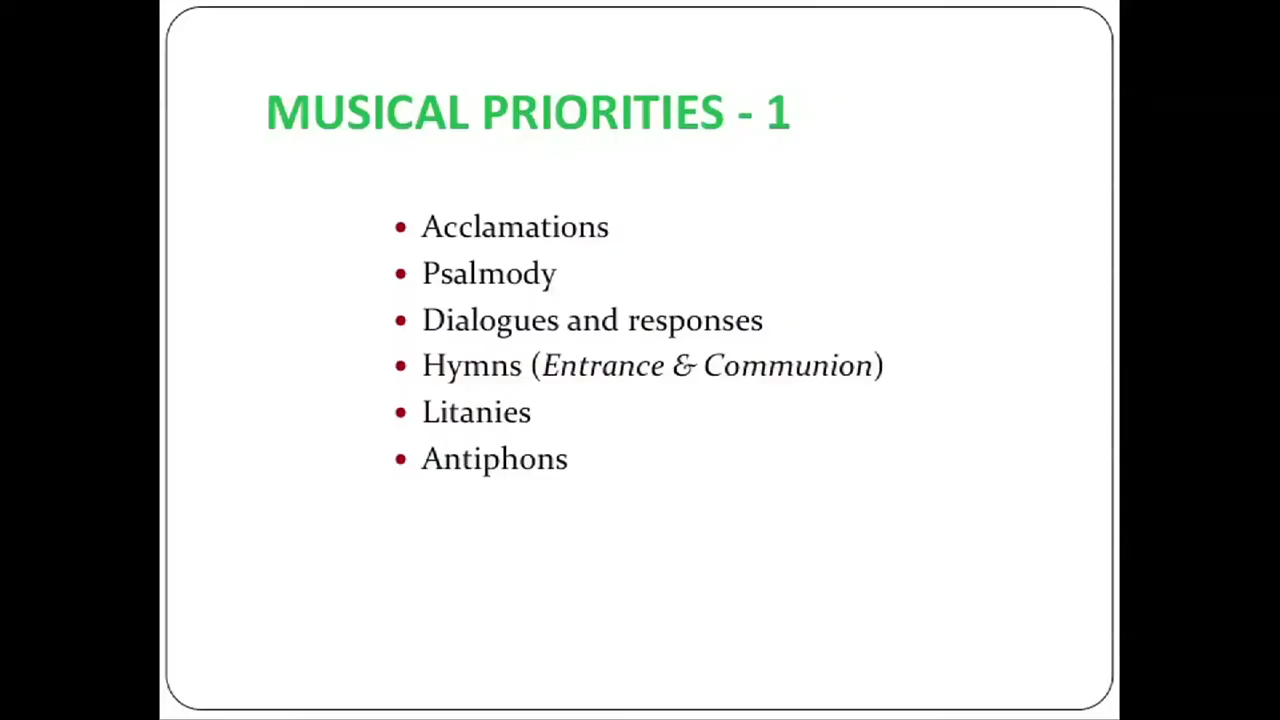 MUSICAL PRIORITIES - 1
• Acclamations
• Psalmody
• Dialogues and responses
• Hymns (Entrance & Communion)
• Litanies
• Antiphons